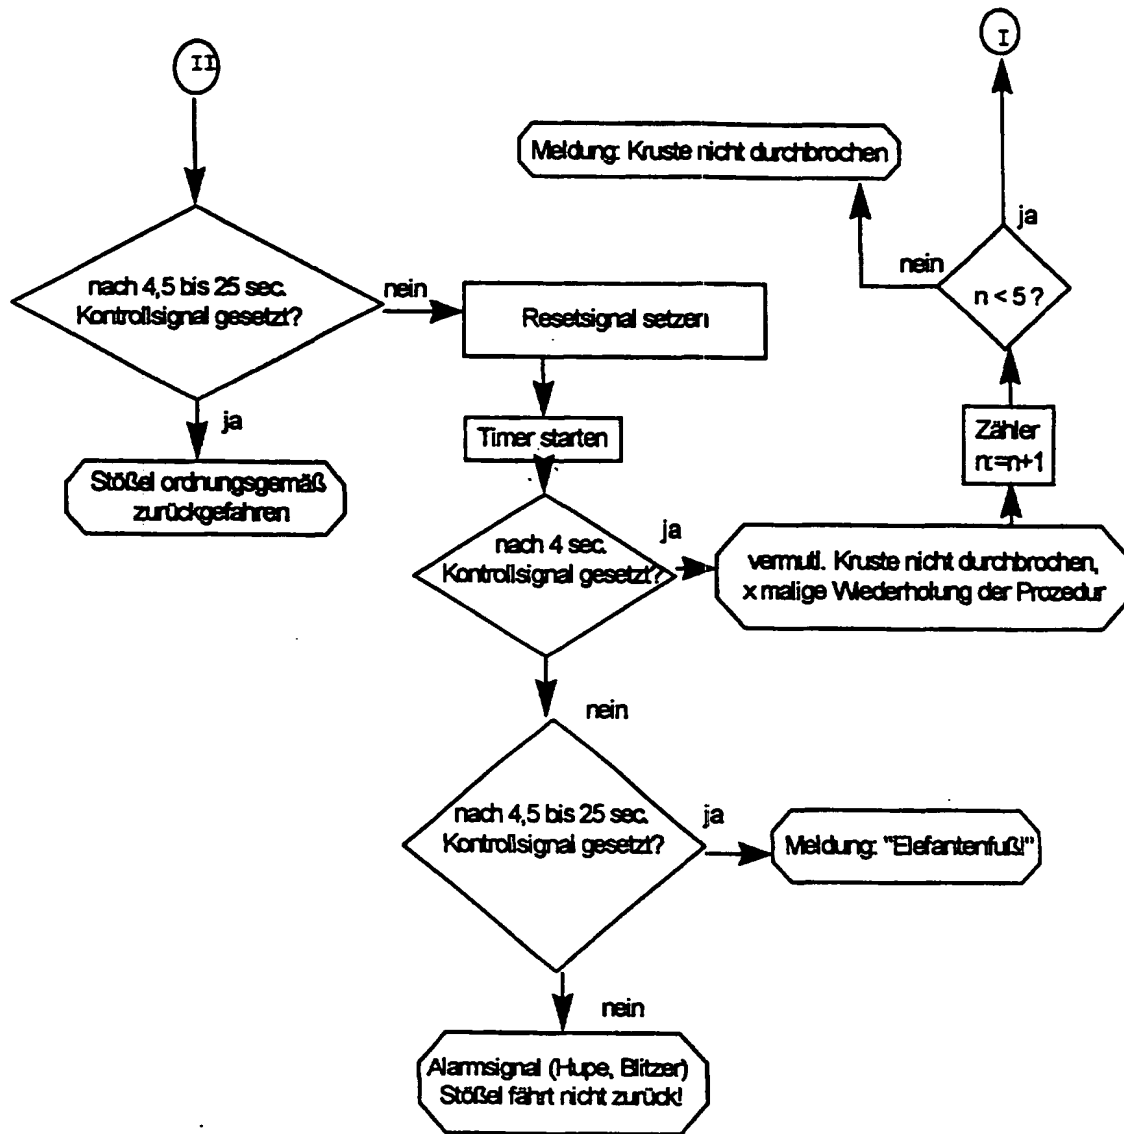 II
I
Meldung: Kruste nicht durchbrochen
ja
nein
n < 5 ?
nach 4,5 bis 25 sec.
Kontrollsignal gesetzt?
nein
Resetsignal setzen
ja
Timer starten
Zähler
n:=n+1
Stößel ordnungsgemäß
zurückgefahren
nach 4 sec.
Kontrollsignal gesetzt?
ja
vermutl. Kruste nicht durchbrochen,
x malige Wiederholung der Prozedur
nein
nach 4,5 bis 25 sec.
Kontrollsignal gesetzt?
ja
Meldung: "Elefantenfuß!"
nein
Alarmsignal (Hupe, Blitzer)
Stößel fährt nicht zurück!